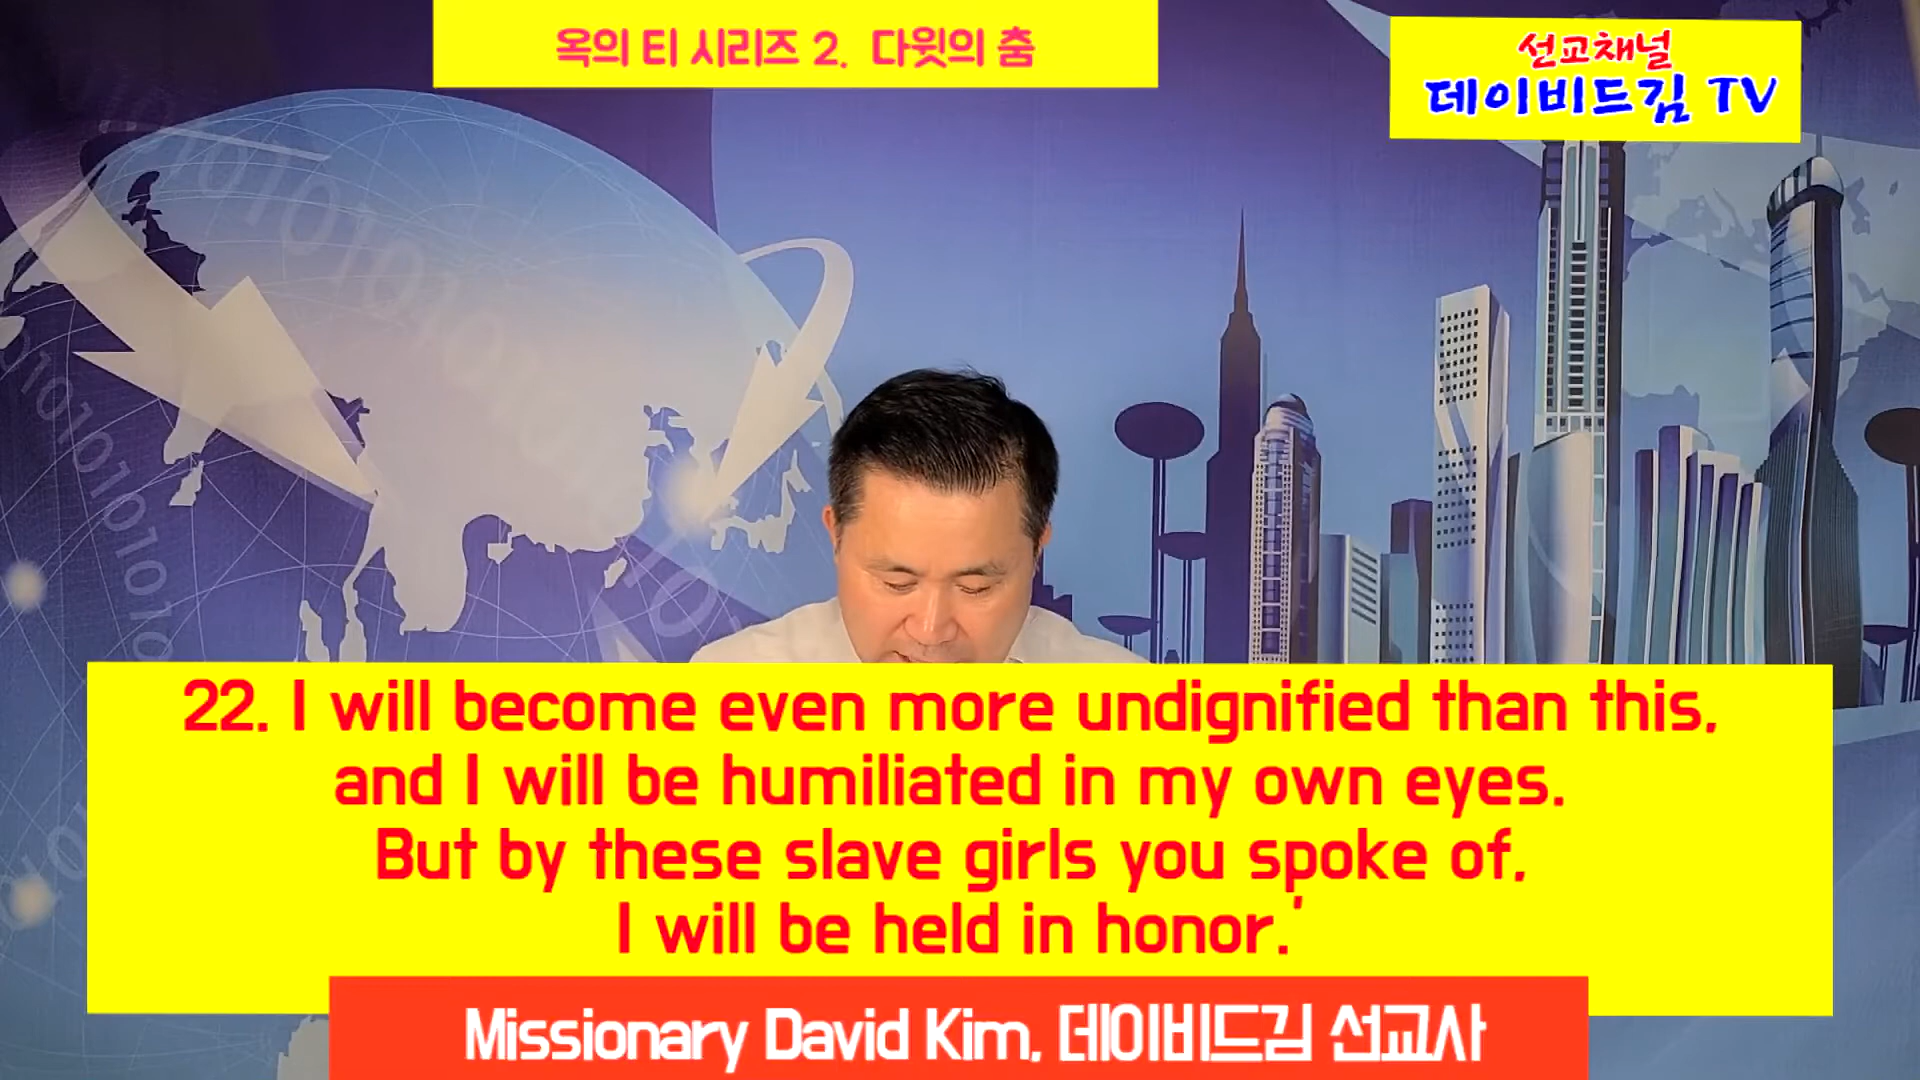 옥의 티 시리즈 2. 다윗의 춤
선교채널
데이비드김 TV
22. I will become even more undignified than this,
and I will be humiliated in my own eyes.
But by these slave girls you spoke of,
I will be held in honor.'
Missionary David Kim, 데이비드김 선교사